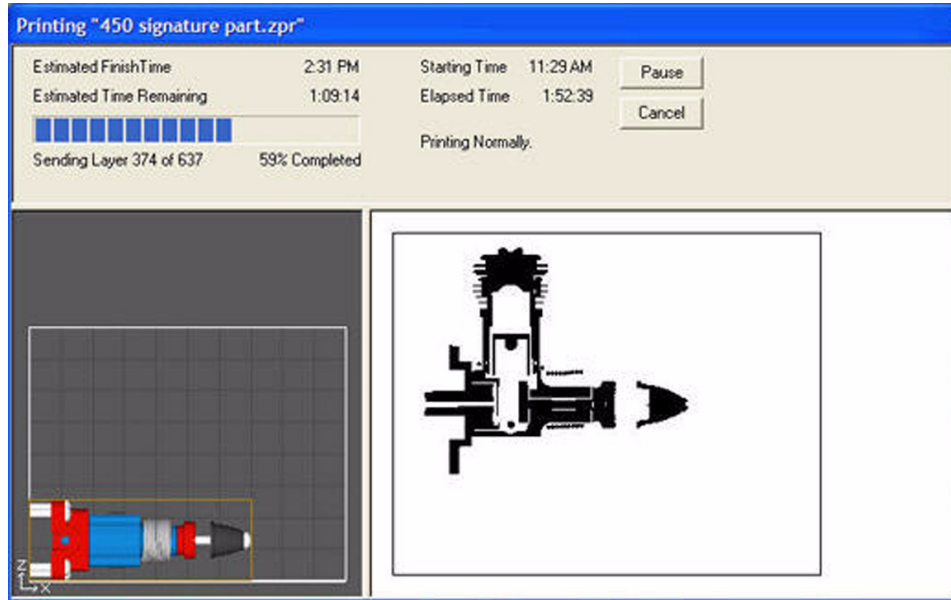 Printing "450 signature part.zpr"
Estimated FinishTime 2:31 PM Starting Time 11:29 AM Pause
Estimated Time Remaining 1:09:14 Elapsed Time 1:52:39 Cancel
Printing Normally.
Sending Layer 374 of 637 59% Completed
Z
X